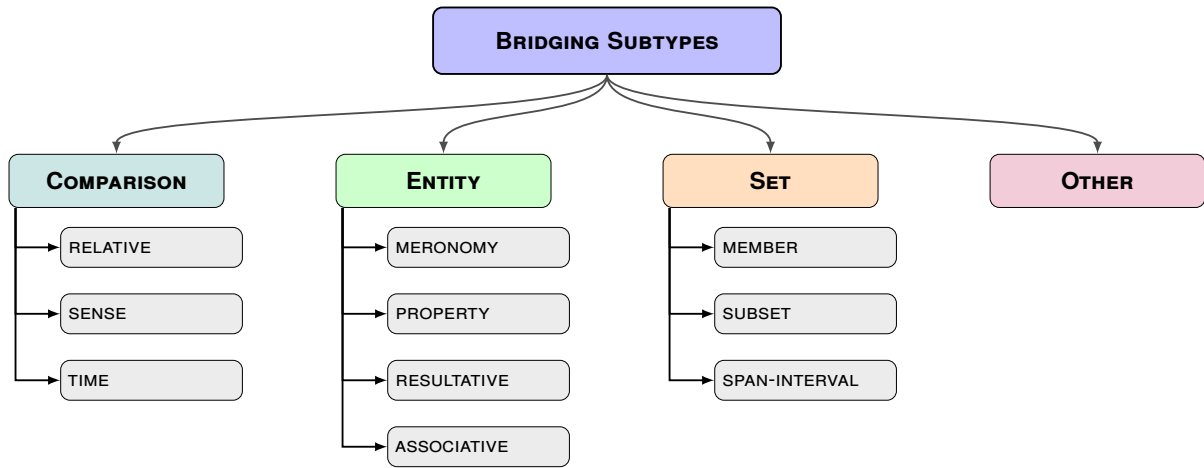 BRIDGING SUBTYPES
COMPARISON
RELATIVE
SENSE
TIME
ENTITY
MERONOMY
PROPERTY
RESULTATIVE
ASSOCIATIVE
SET
MEMBER
SUBSET
SPAN-INTERVAL
OTHER